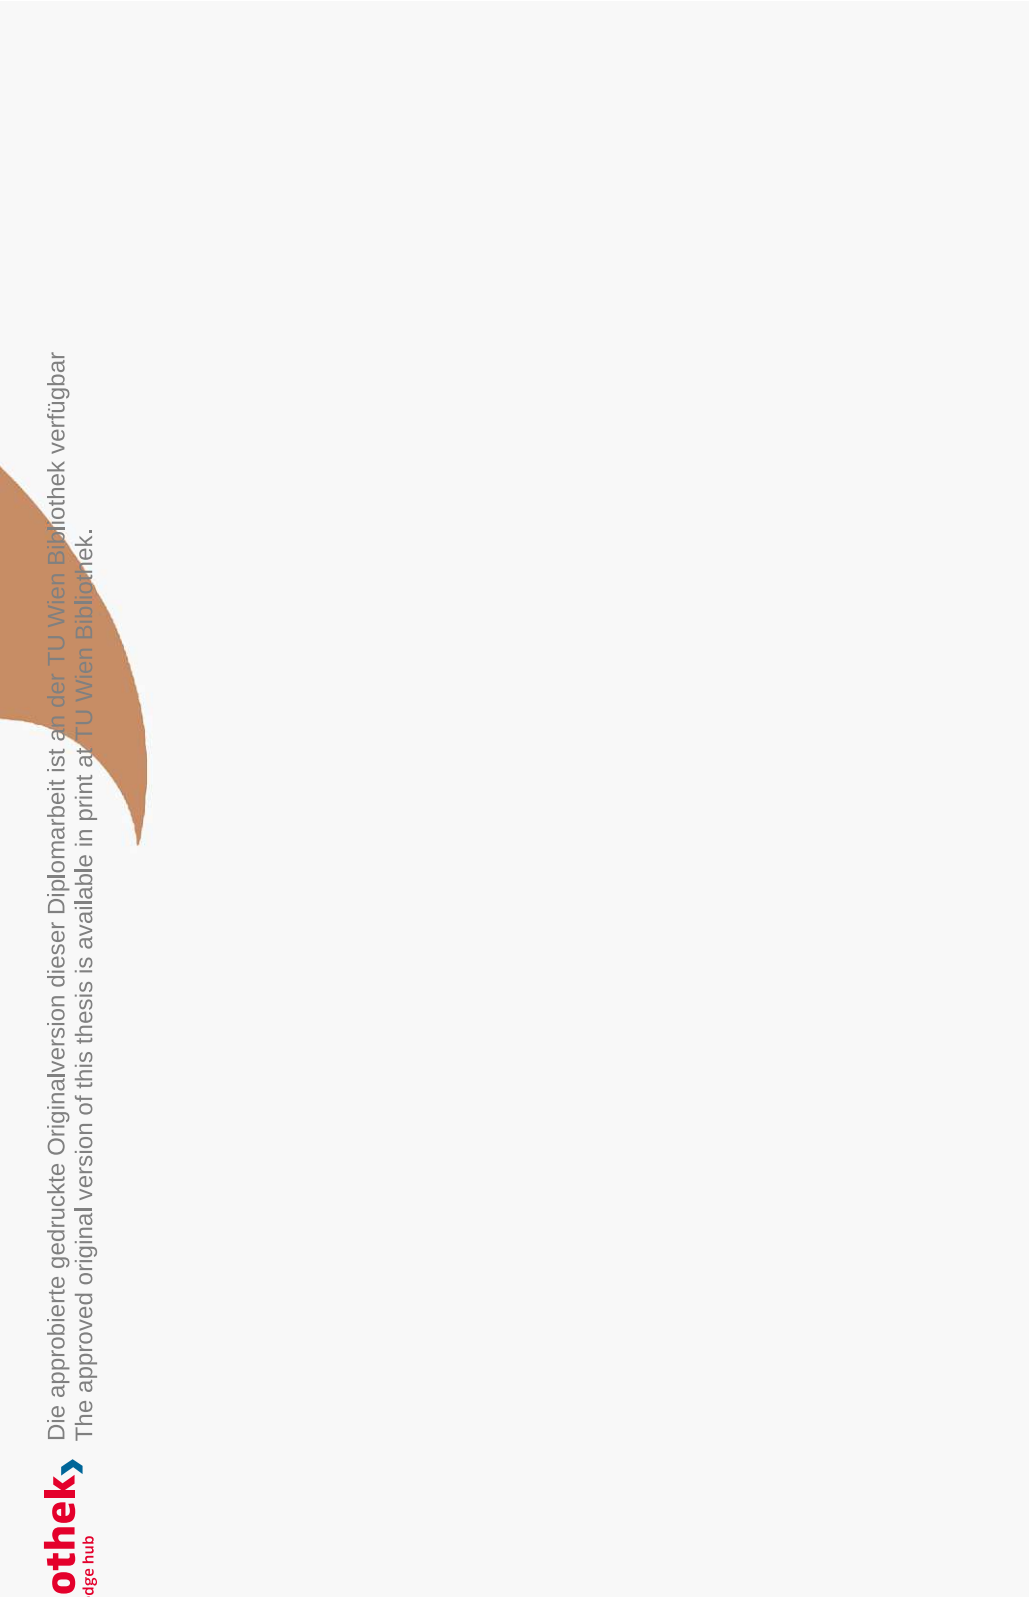 Die approbierte gedruckte Originalversion dieser Diplomarbeit ist an der TU Wien Bibliothek verfügbar
The approved original version of this thesis is available in print at TU Wien Bibliothek.
othek
edge hub